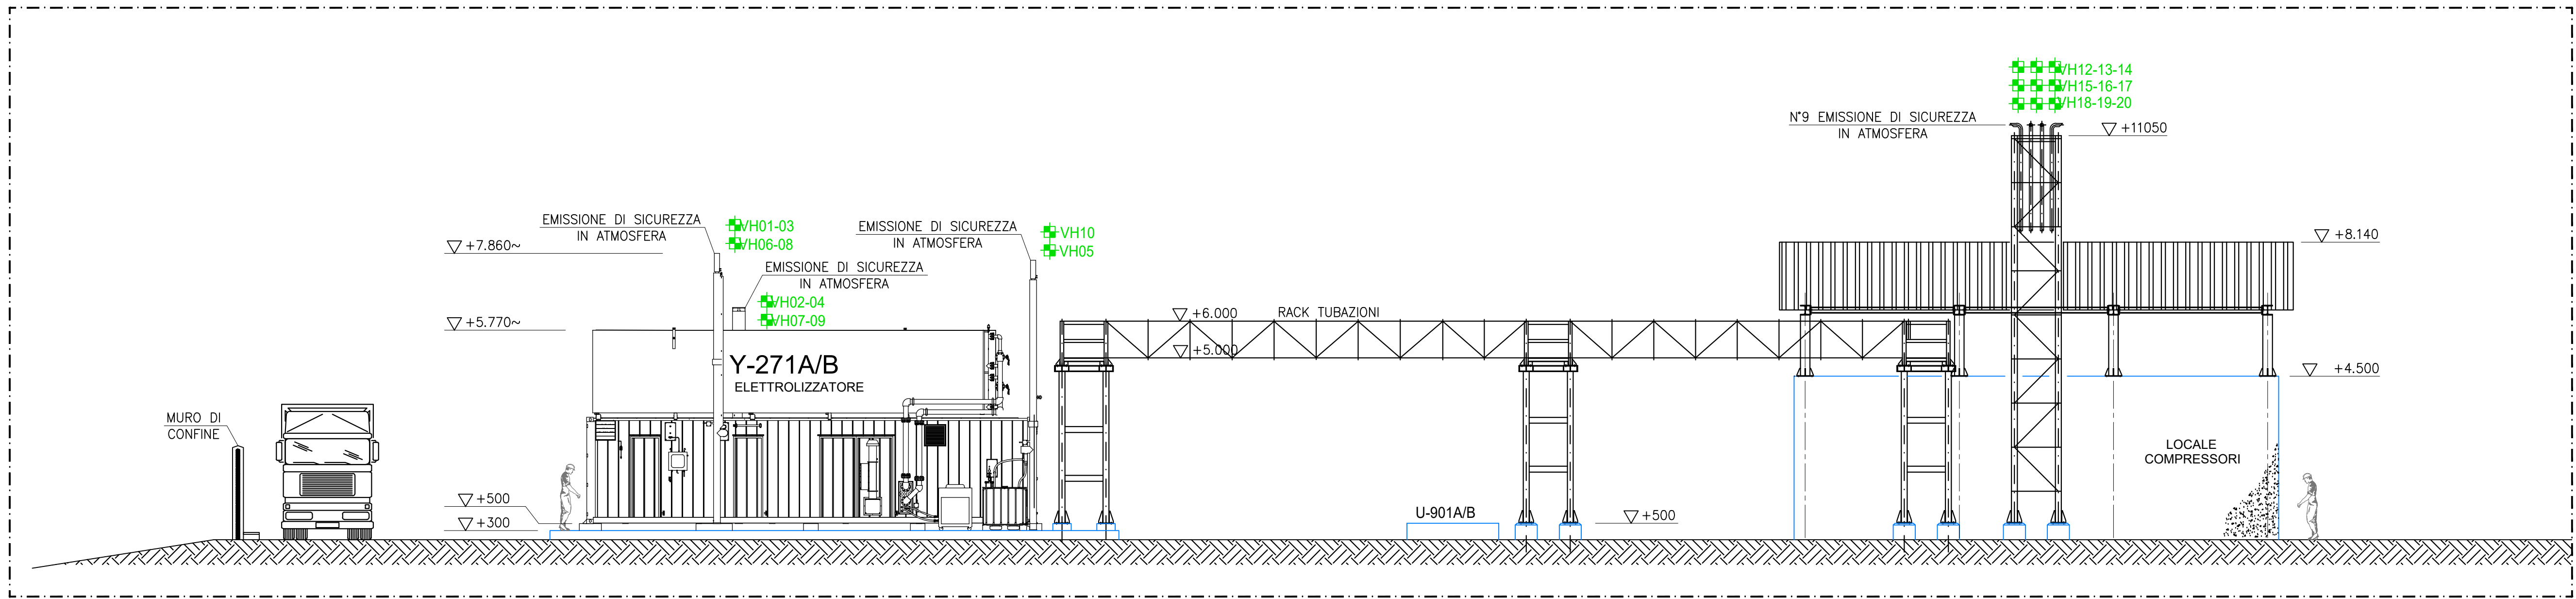 VH12-13-14
VH15-16-17
VH18-19-20
N°9 EMISSIONE DI SICUREZZA
IN ATMOSFERA
+11050
EMISSIONE DI SICUREZZA
IN ATMOSFERA
VH01-03
VH06-08
EMISSIONE DI SICUREZZA
IN ATMOSFERA
VH10
VH05
+7.860~
+8.140
EMISSIONE DI SICUREZZA
IN ATMOSFERA
VH02-04
VH07-09
+5.770~
+6.000
RACK TUBAZIONI
+5.000
Y-271A/B
ELETTROLIZZATORE
+4.500
MURO DI
CONFINE
LOCALE
COMPRESSORI
+500
+300
U-901A/B
+500